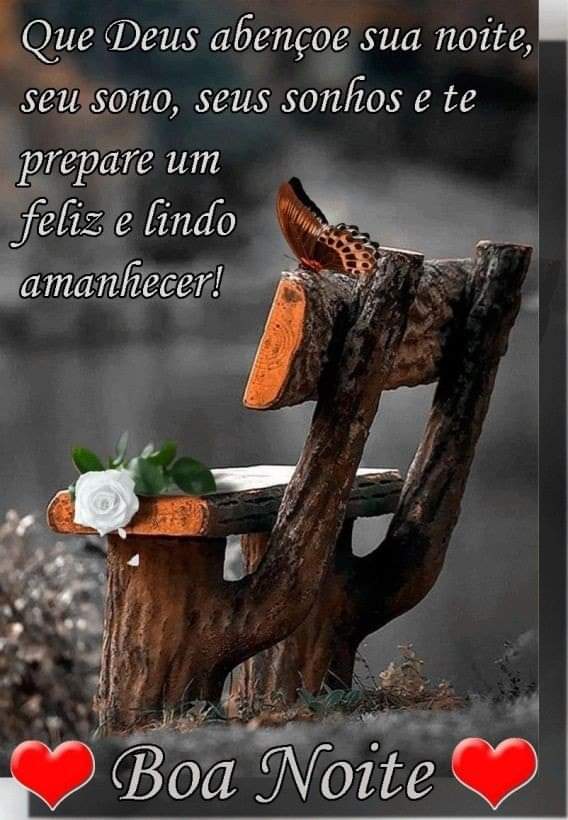 Que Deus abençoe sua noite,
seu sono, seus sonhos e te
prepare um
feliz e lindo
amanhecer!
Boa Noite